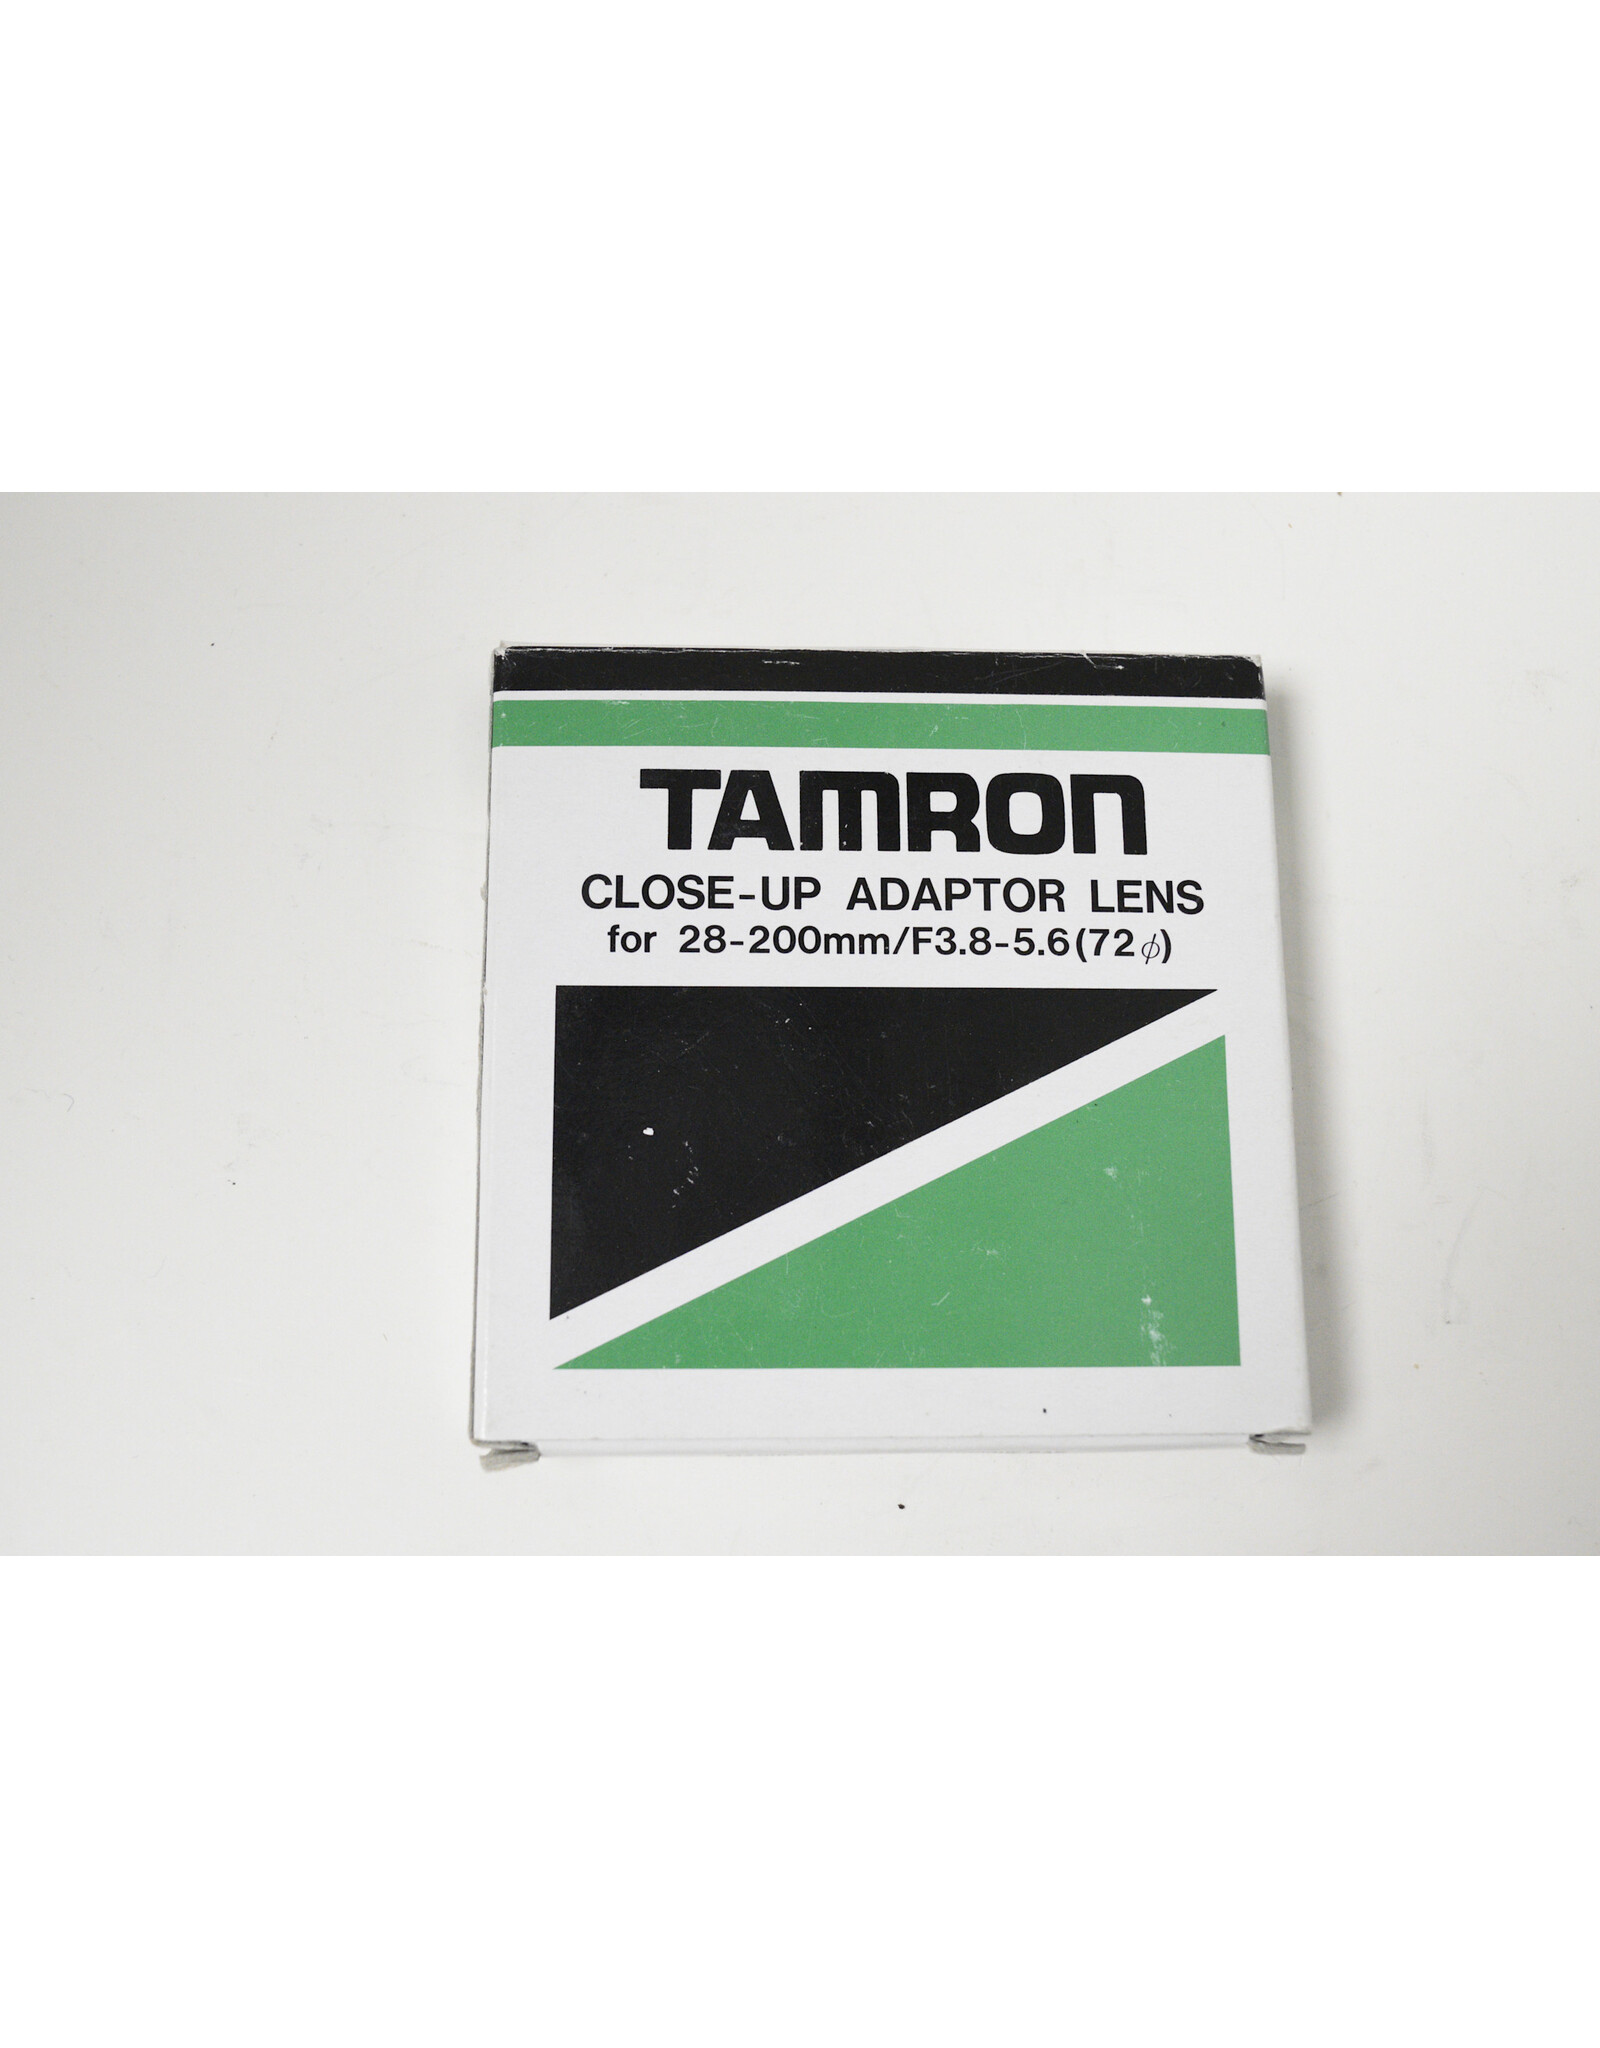 TAMRON
CLOSE-UP ADAPTOR LENS
for 28-200mm/F3.8-5.6(72ϕ)